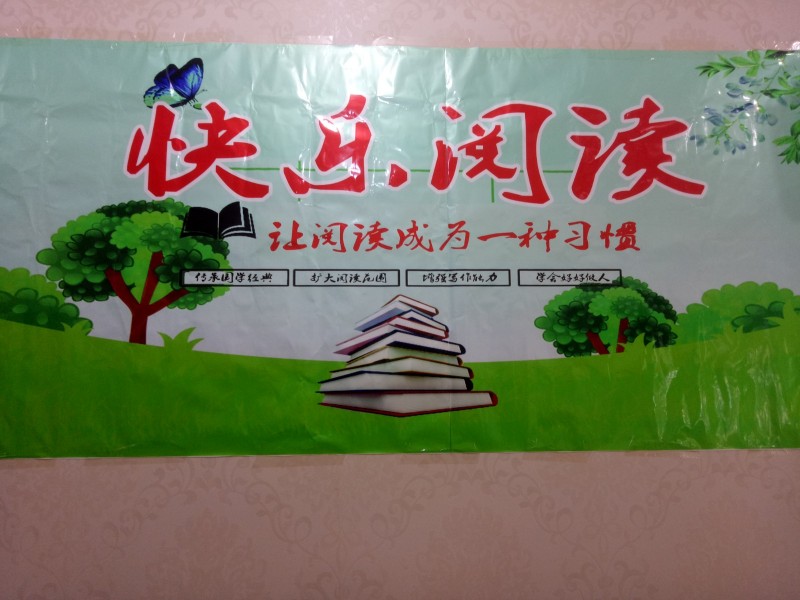 快乐阅读
让阅读成为一种习惯
传承国学经典 扩大阅读范围 增强写作能力 学会好好做人